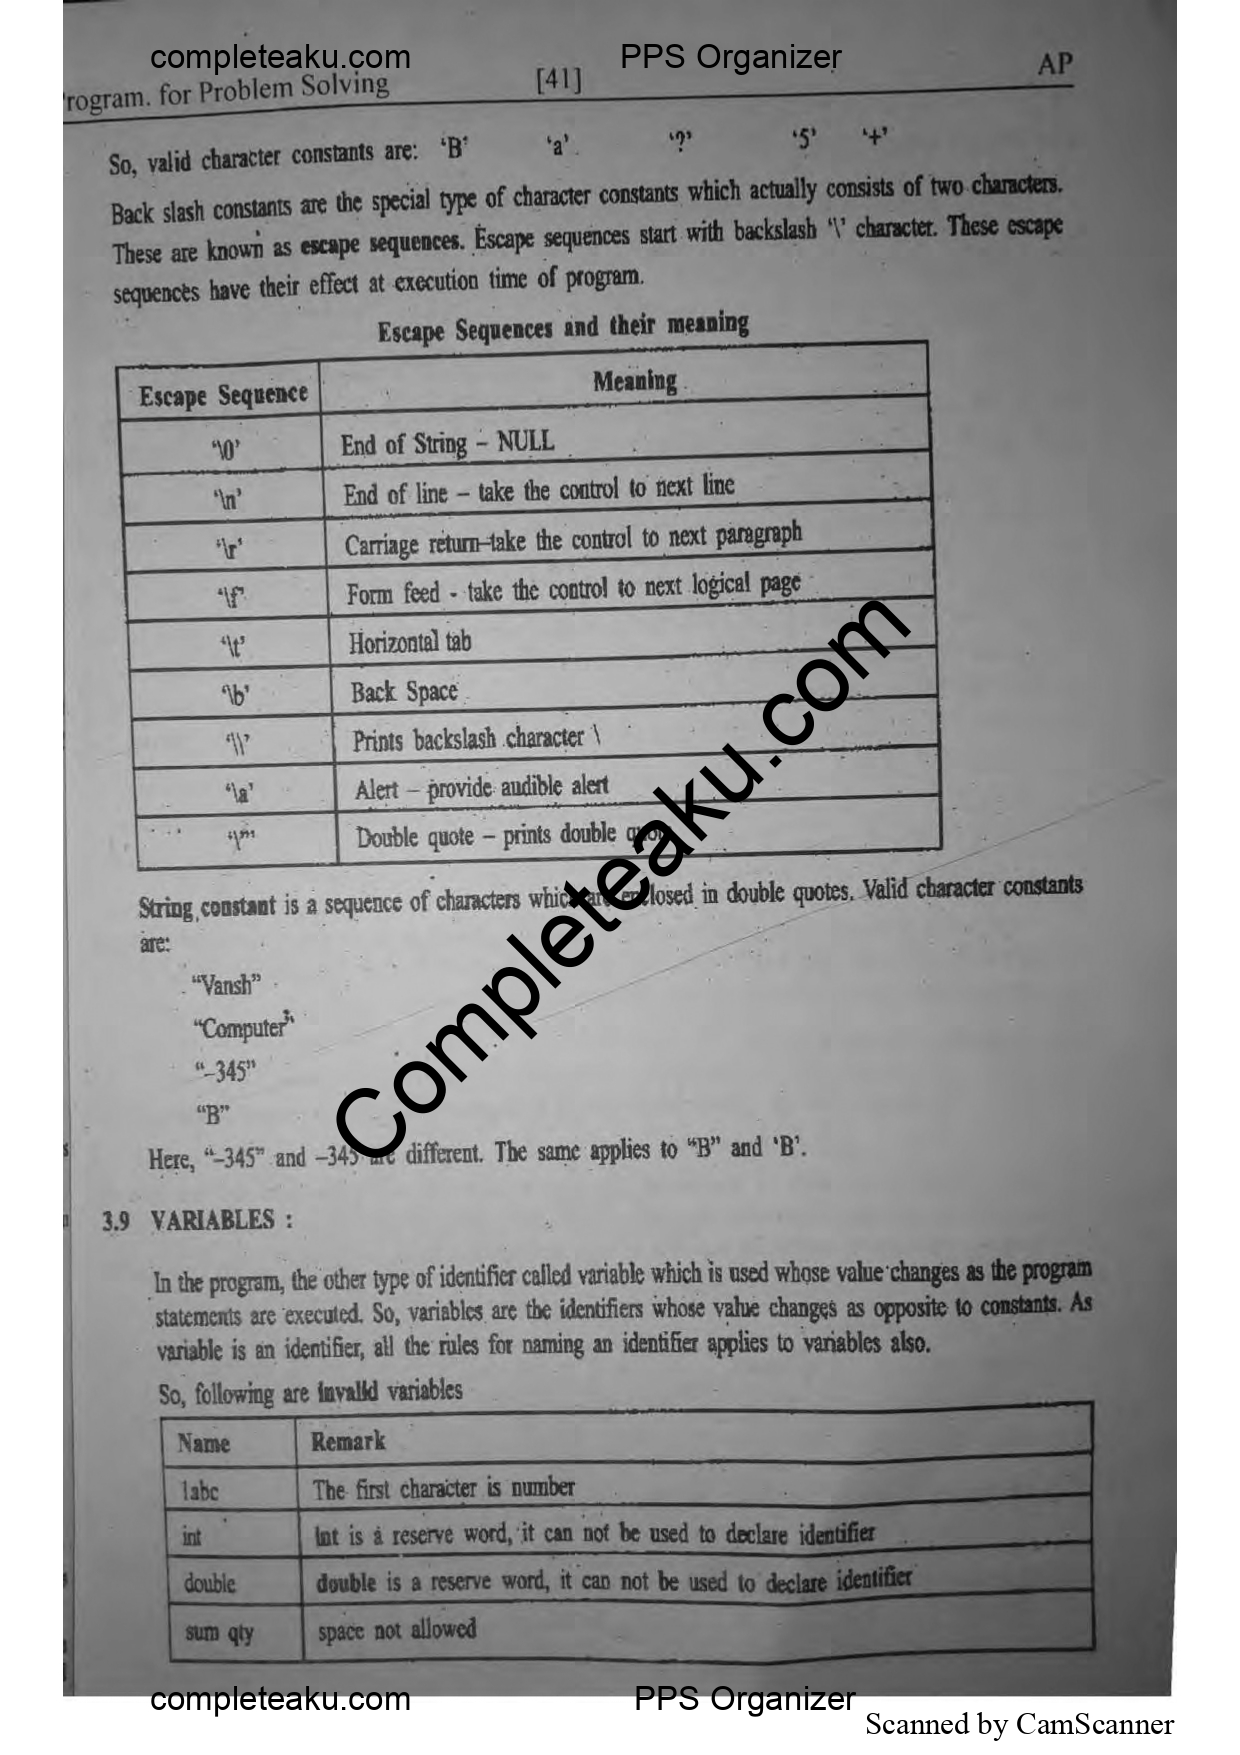 completeaku.com PPS Organizer
Program. for Problem Solving [41] AP
So, valid character constants are: ‘B’ ‘a’ ‘?’ ‘5’ ‘+’
Back slash constants are the special type of character constants which actually consists of two characters.
These are known as escape sequences. Escape sequences start with backslash ‘\’ character. These escape
sequences have their effect at execution time of program.
Escape Sequences and their meaning
Escape Sequence Meaning
‘\0’ End of String – NULL
‘\n’ End of line – take the control to next line
‘\r’ Carriage return–take the control to next paragraph
‘\f’ Form feed - take the control to next logical page
‘\t’ Horizontal tab
‘\b’ Back Space
‘\\’ Prints backslash character \
‘\a’ Alert – provide audible alert
‘\”’ Double quote – prints double quote
String constant is a sequence of characters which are enclosed in double quotes. Valid character constants
are:
“Vansh”
“Computer”
“–345”
“B”
Here, “–345” and –345 are different. The same applies to “B” and ‘B’.
Completeaku.com
3.9 VARIABLES :
In the program, the other type of identifier called variable which is used whose value changes as the program
statements are executed. So, variables are the identifiers whose value changes as opposite to constants. As
variable is an identifier, all the rules for naming an identifier applies to variables also.
So, following are invalid variables
Name Remark
1abc The first character is number
int Int is a reserve word, it can not be used to declare identifier
double double is a reserve word, it can not be used to declare identifier
sum qty space not allowed
completeaku.com PPS Organizer
Scanned by CamScanner